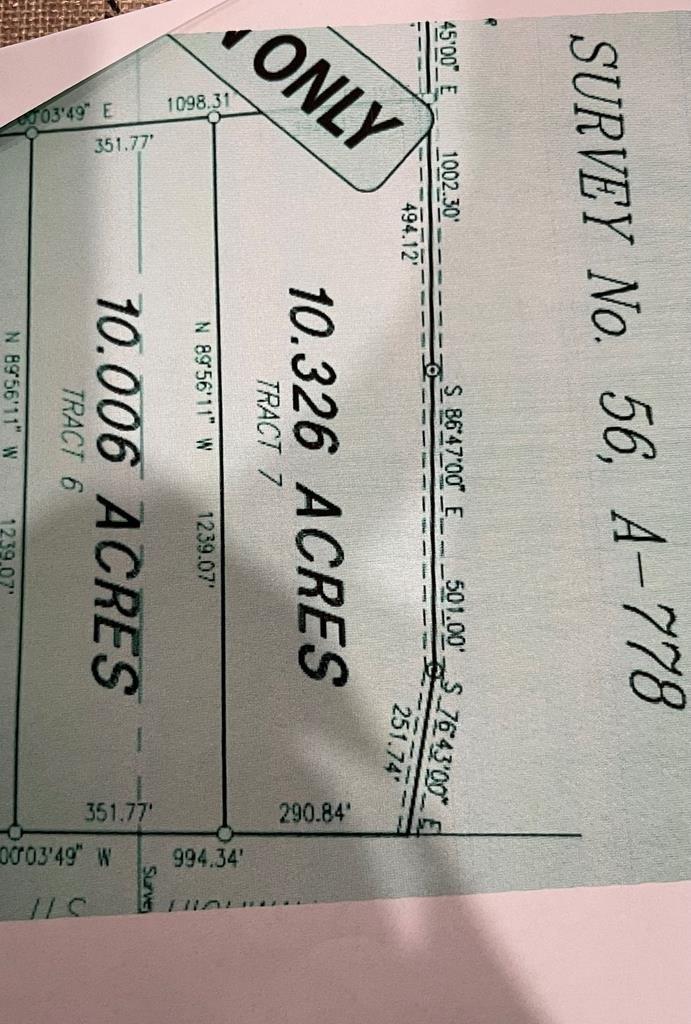 SURVEY No. 56, A-778
45'00" E 1002.30' S 86°47'00" E 501.00' S 76°43'00" E
494.12'
251.74'
ONLY
10.326 ACRES
TRACT 7
290.84'
1098.31'
N 89°56'11" W 1239.07'
994.34'
03'49" E
351.77'
10.006 ACRES
TRACT 6
351.77'
00°03'49" W
N 89°56'11" W 1239.07'